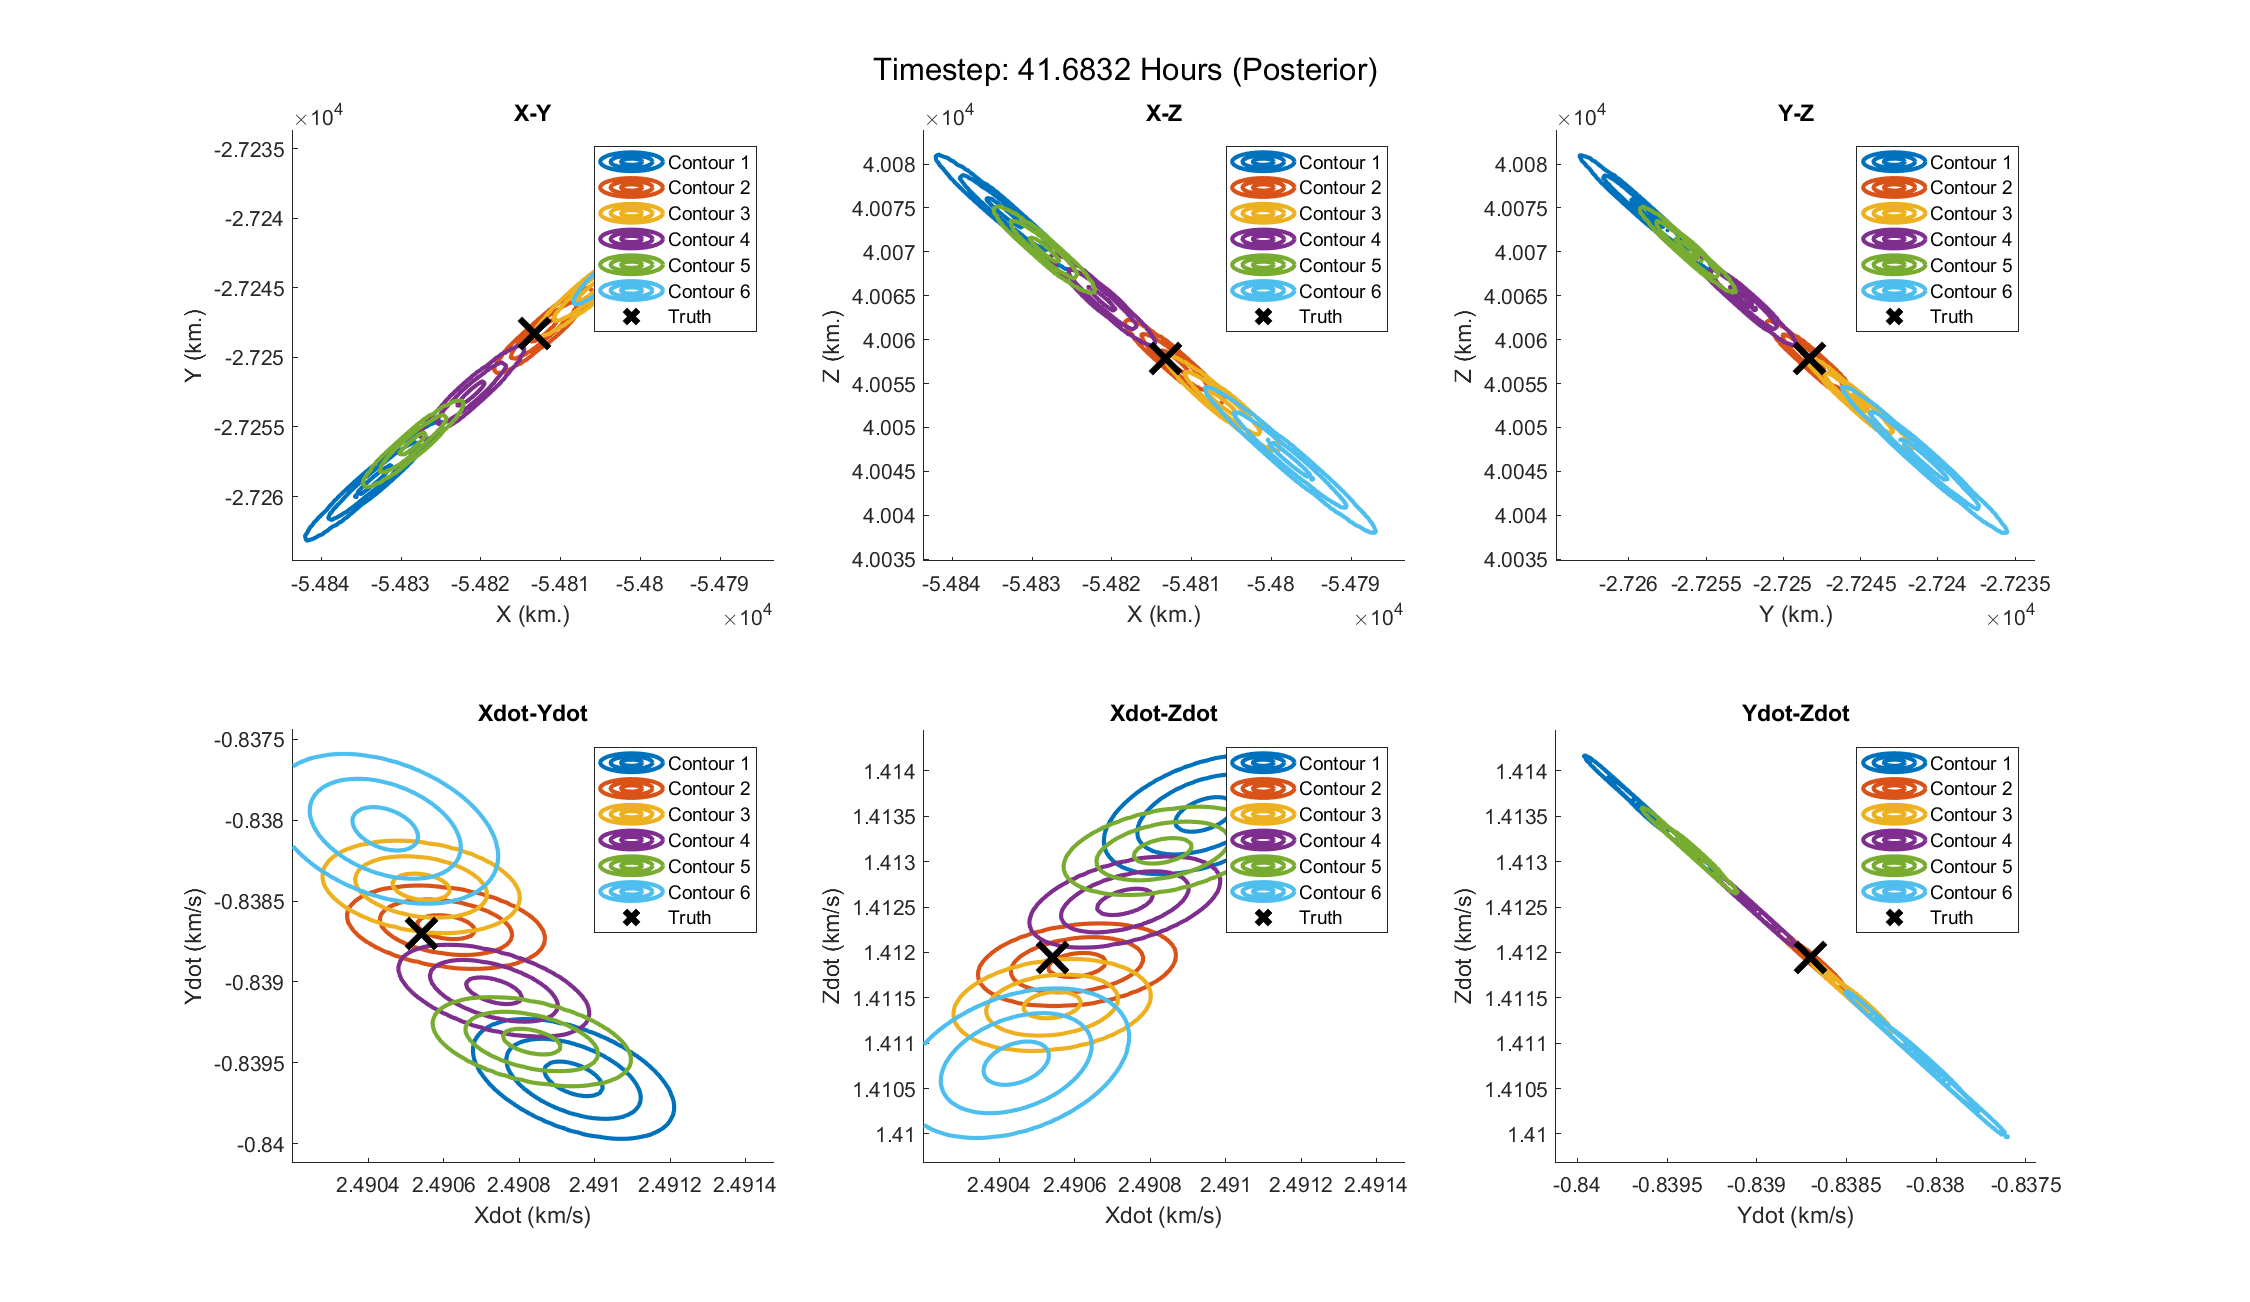 Timestep: 41.6832 Hours (Posterior)
X-Y
×10⁴
-2.7235
-2.724
-2.7245
-2.725
-2.7255
-2.726
Y (km.)
-5.484 -5.483 -5.482 -5.481 -5.48 -5.479
X (km.)
×10⁴
Contour 1
Contour 2
Contour 3
Contour 4
Contour 5
Contour 6
Truth
X-Z
×10⁴
4.008
4.0075
4.007
4.0065
4.006
4.0055
4.005
4.0045
4.004
4.0035
Z (km.)
-5.484 -5.483 -5.482 -5.481 -5.48 -5.479
X (km.)
×10⁴
Contour 1
Contour 2
Contour 3
Contour 4
Contour 5
Contour 6
Truth
Y-Z
×10⁴
4.008
4.0075
4.007
4.0065
4.006
4.0055
4.005
4.0045
4.004
4.0035
Z (km.)
-2.726 -2.7255 -2.725 -2.7245 -2.724 -2.7235
Y (km.)
×10⁴
Contour 1
Contour 2
Contour 3
Contour 4
Contour 5
Contour 6
Truth
Xdot-Ydot
-0.8375
-0.838
-0.8385
-0.839
-0.8395
-0.84
Ydot (km/s)
2.4904 2.4906 2.4908 2.491 2.4912 2.4914
Xdot (km/s)
Contour 1
Contour 2
Contour 3
Contour 4
Contour 5
Contour 6
Truth
Xdot-Zdot
1.414
1.4135
1.413
1.4125
1.412
1.4115
1.411
1.4105
1.41
Zdot (km/s)
2.4904 2.4906 2.4908 2.491 2.4912 2.4914
Xdot (km/s)
Contour 1
Contour 2
Contour 3
Contour 4
Contour 5
Contour 6
Truth
Ydot-Zdot
1.414
1.4135
1.413
1.4125
1.412
1.4115
1.411
1.4105
1.41
Zdot (km/s)
-0.84 -0.8395 -0.839 -0.8385 -0.838 -0.8375
Ydot (km/s)
Contour 1
Contour 2
Contour 3
Contour 4
Contour 5
Contour 6
Truth